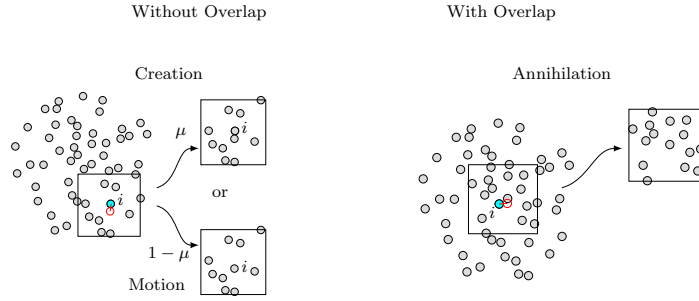 Without Overlap
With Overlap
Creation
Annihilation
μ
i
i
or
i
i
1 − μ
i
Motion